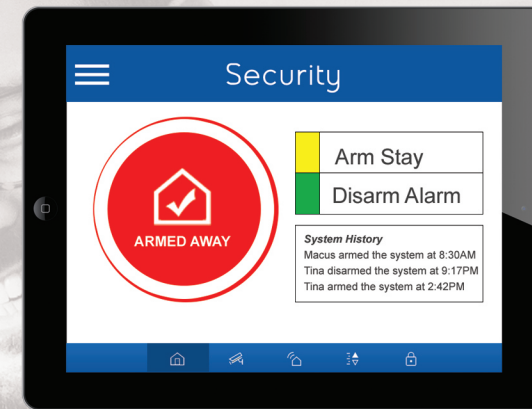 Security
ARMED AWAY
Arm Stay
Disarm Alarm
System History
Macus armed the system at 8:30AM
Tina disarmed the system at 9:17PM
Tina armed the system at 2:42PM